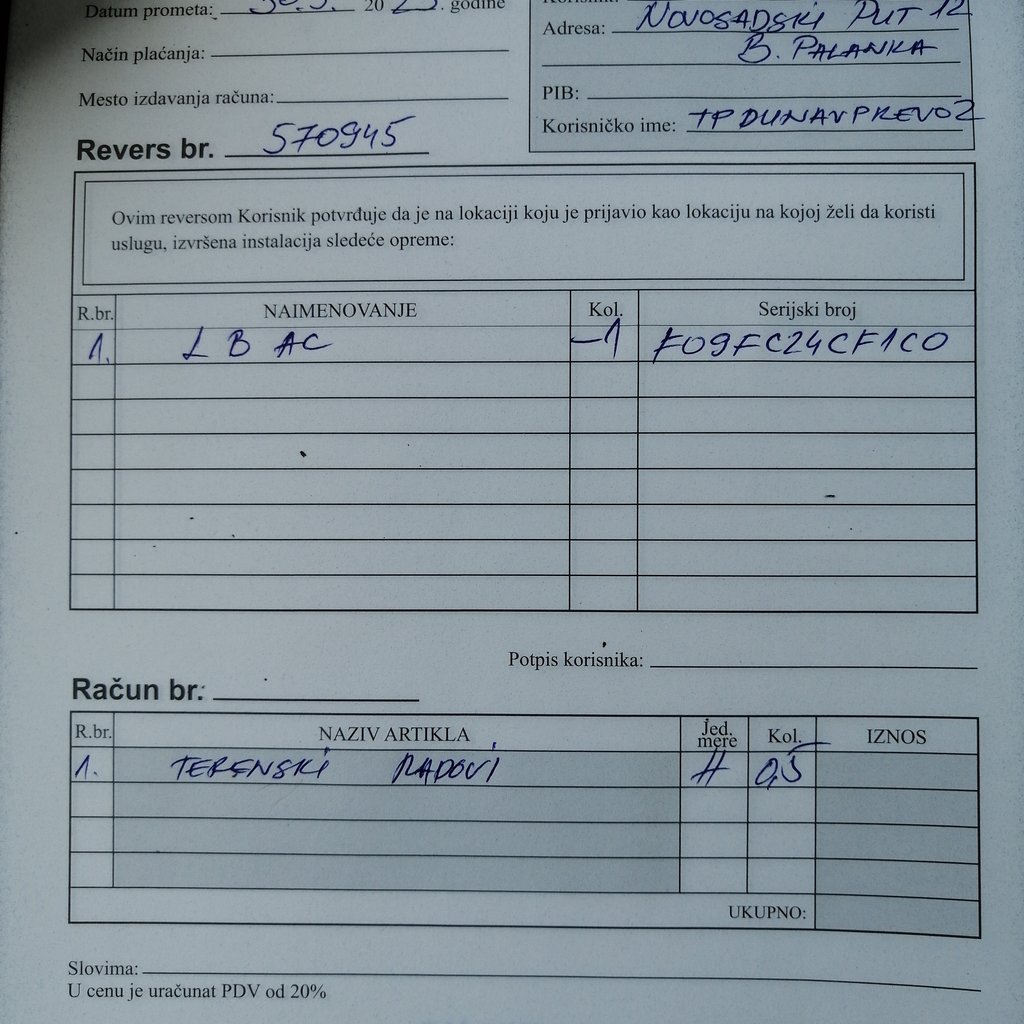 Datum prometa: 30.5. 2025. godine
Način plaćanja:
Mesto izdavanja računa:
Adresa: NOVOSADSKI PUT 12
B. PALANKA
PIB:
Korisničko ime: TPDUNAVPREVOZ
Revers br. 570945
Ovim reversom Korisnik potvrđuje da je na lokaciji koju je prijavio kao lokaciju na kojoj želi da koristi
uslugu, izvršena instalacija sledeće opreme:
R.br. NAIMENOVANJE Kol. Serijski broj
1. LB AC -1 F09FC24CF1C0
Potpis korisnika:
Račun br.
R.br. NAZIV ARTIKLA Jed. mere Kol. IZNOS
1. TERENSKI RADOVI H 0,5
UKUPNO:
Slovima:
U cenu je uračunat PDV od 20%